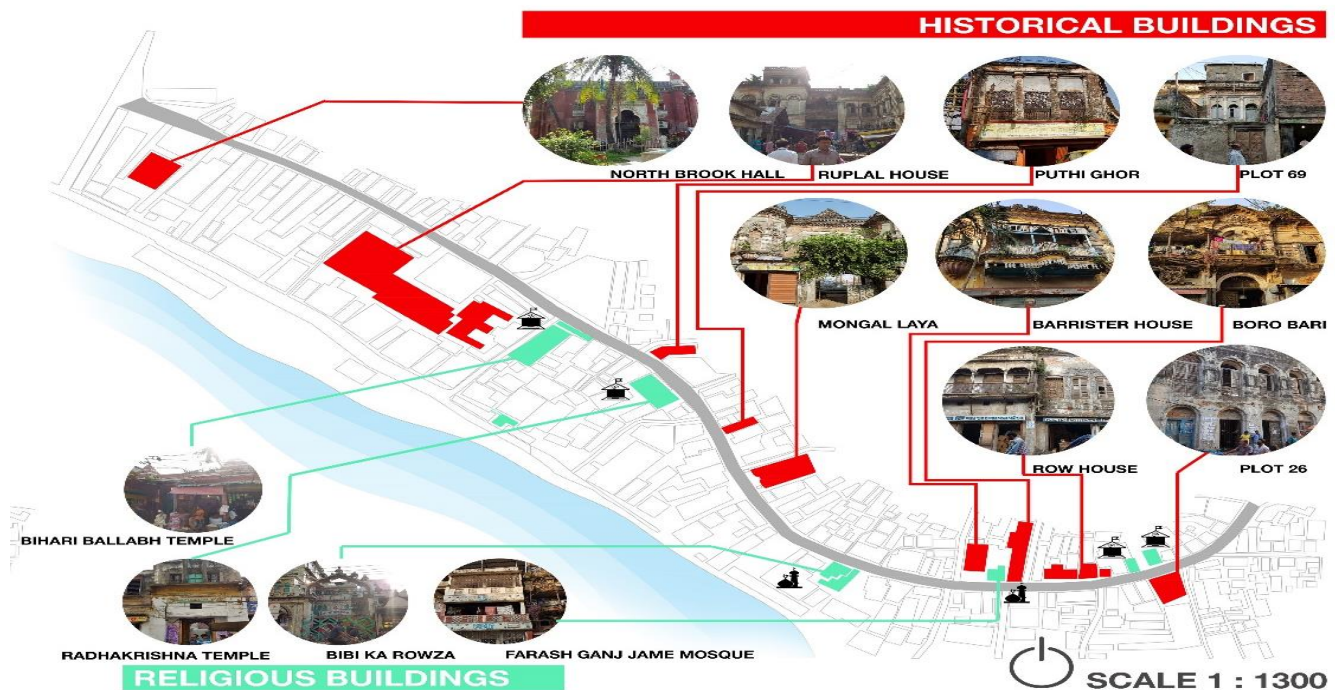 HISTORICAL BUILDINGS
NORTH BROOK HALL
RUPLAL HOUSE
PUTHI GHOR
PLOT 69
MONGAL LAYA
BARRISTER HOUSE
BORO BARI
ROW HOUSE
PLOT 26
BIHARI BALLABH TEMPLE
RADHAKRISHNA TEMPLE
BIBI KA ROWZA
FARASH GANJ JAME MOSQUE
RELIGIOUS BUILDINGS
SCALE 1 : 1300